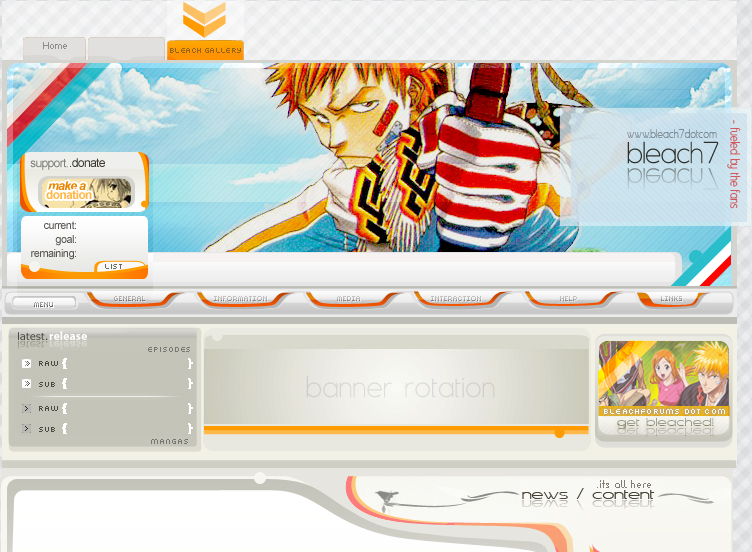 Home
BLEACH GALLERY
www.bleach7dot.com
bleach7
- fueled by the fans
support..donate
make a
donation
current:
goal:
remaining:
LIST
MENU GENERAL INFORMATION MEDIA INTERACTION HELP LINKS
latest.release
EPISODES
RAW { }
SUB {
RAW {
SUB { }
MANGAS
banner rotation
BLEACHFORUMS DOT COM
get bleached!
.its all here
news / content